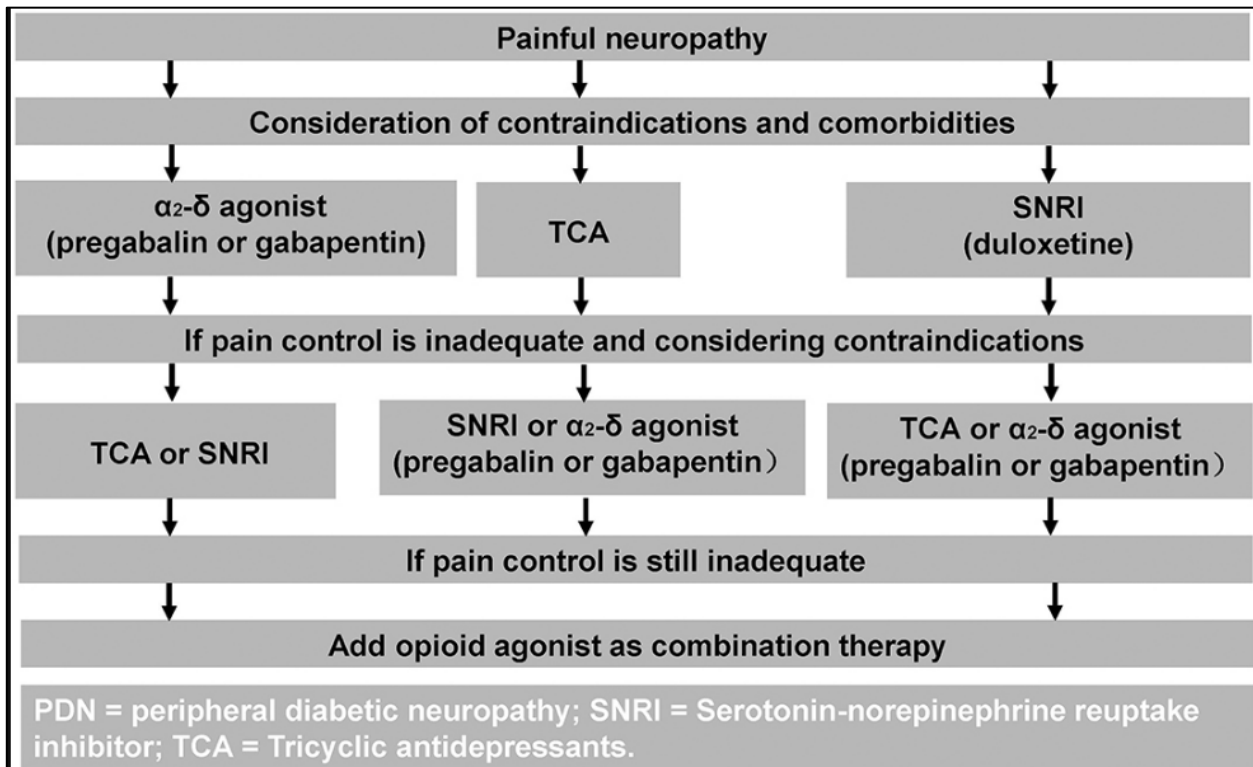 Painful neuropathy
Consideration of contraindications and comorbidities
α₂-δ agonist
(pregabalin or gabapentin)
TCA
SNRI
(duloxetine)
If pain control is inadequate and considering contraindications
TCA or SNRI
SNRI or α₂-δ agonist
(pregabalin or gabapentin）
TCA or α₂-δ agonist
(pregabalin or gabapentin）
If pain control is still inadequate
Add opioid agonist as combination therapy
PDN = peripheral diabetic neuropathy; SNRI = Serotonin-norepinephrine reuptake
inhibitor; TCA = Tricyclic antidepressants.